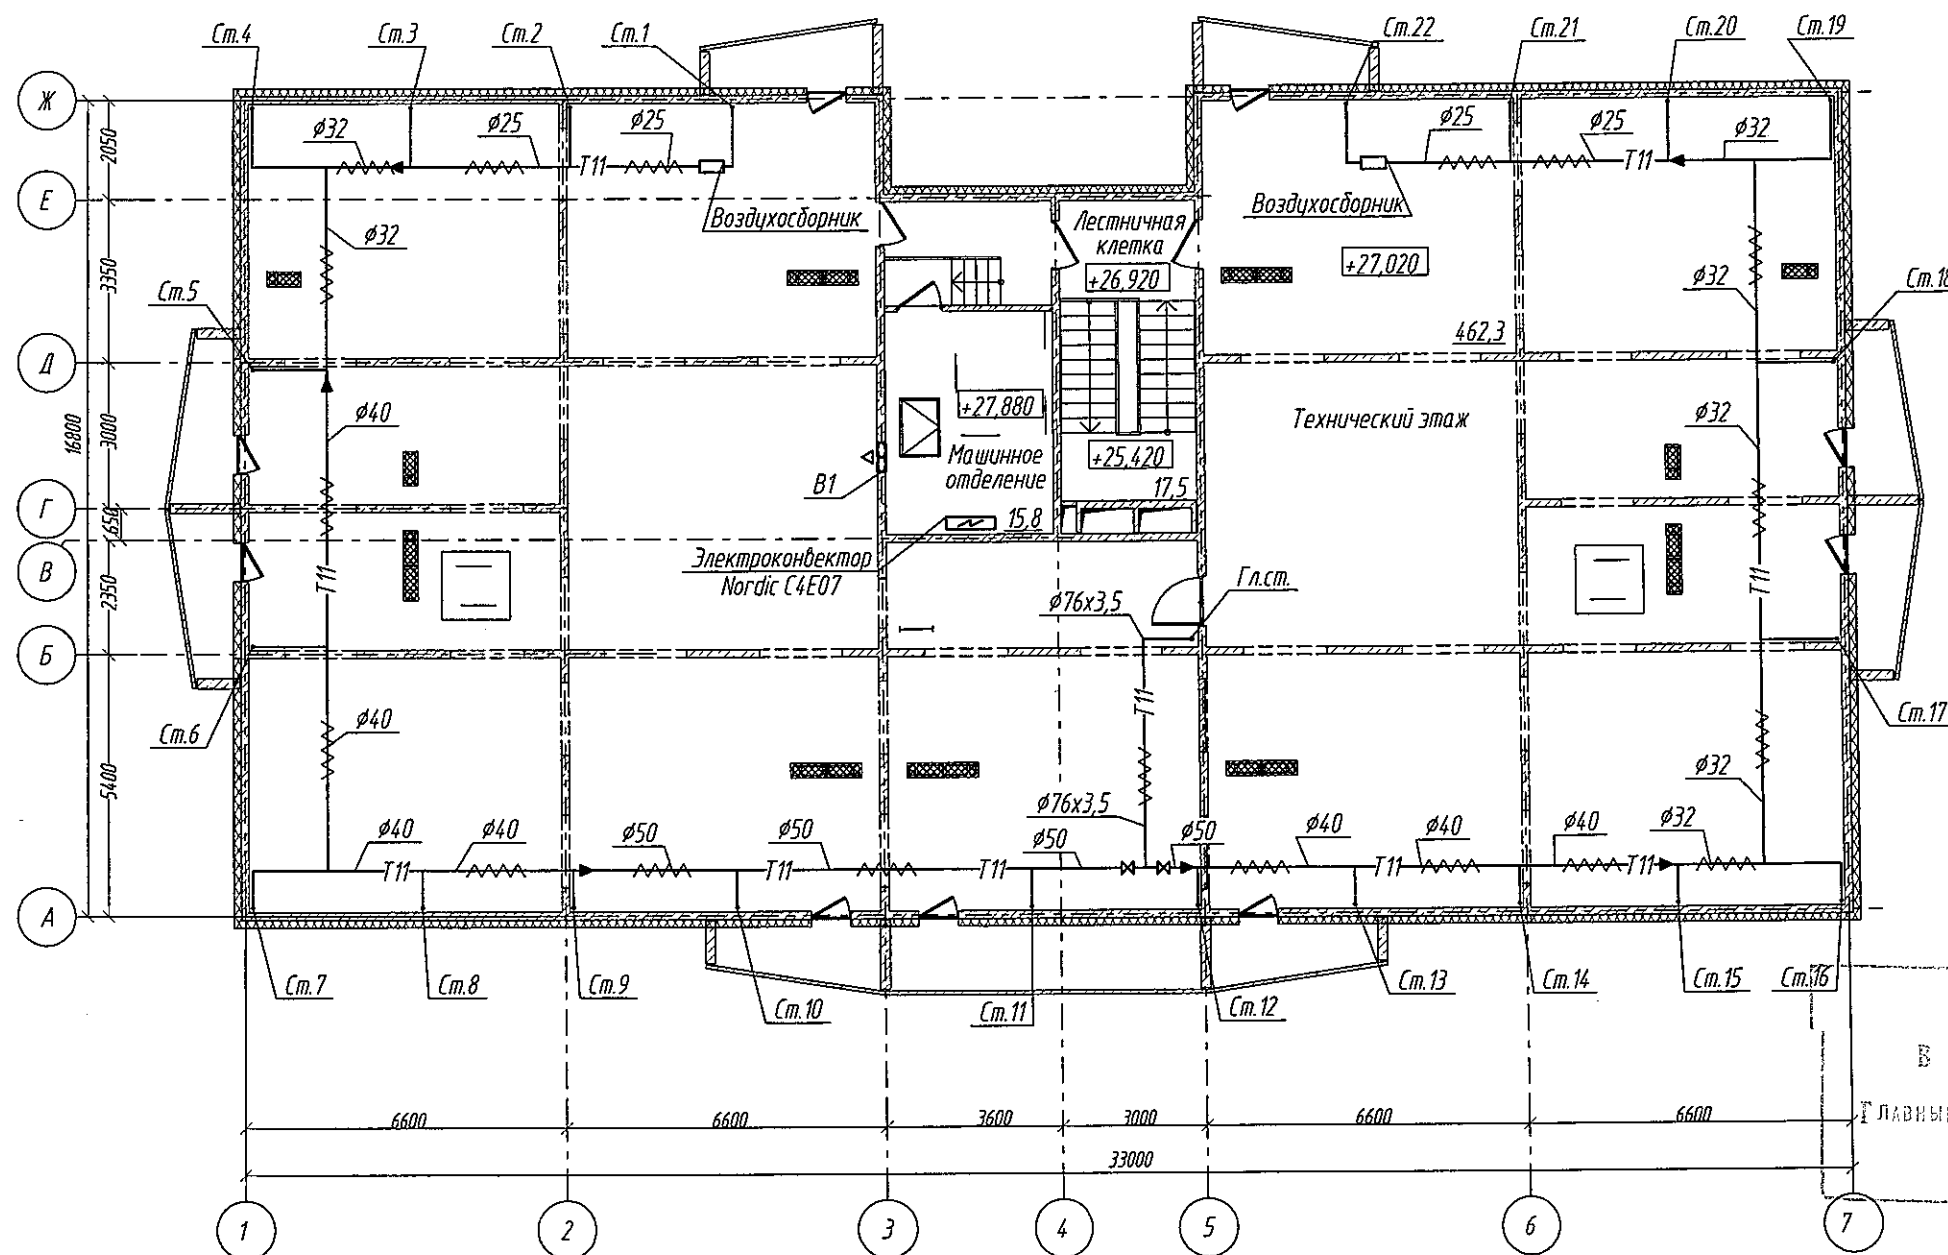 Ст.4
Ст.3
Ст.2
Ст.1
Ст.22
Ст.21
Ст.20
Ст.19
Ж
2050
ø32
ø25
ø25
Т11
ø25
ø25
Т11
ø32
Е
Воздухосборник
Лестничная
клетка
+26,920
Воздухосборник
+27,020
ø32
3350
Ст.5
ø32
Ст.18
462,3
Д
16800
3000
ø40
+27,880
Технический этаж
ø32
Машинное
отделение
+25,420
В1
17,5
15,8
Г
650
В
2350
Т11
Электроконвектор
Nordic С4Е07
ø76х3,5
Гл.ст.
Т11
Б
Т11
Ст.6
ø40
Ст.17
5400
ø32
ø76х3,5
ø40
ø40
ø50
ø50
ø50
ø50
ø40
ø40
ø40
ø32
Т11
Т11
Т11
Т11
Т11
А
Ст.7
Ст.8
Ст.9
Ст.10
Ст.11
Ст.12
Ст.13
Ст.14
Ст.15
Ст.16
В
Главны
6600
6600
3600
3000
6600
6600
33000
1
2
3
4
5
6
7